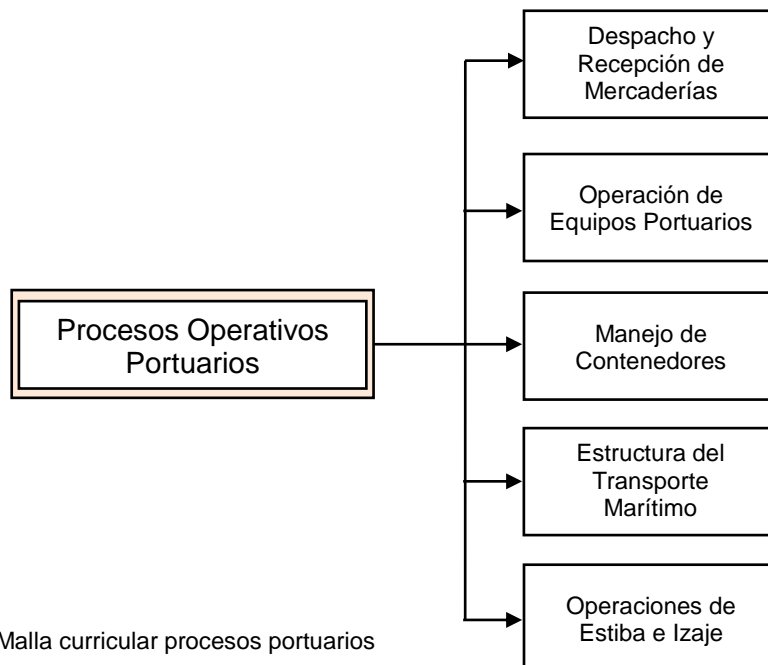 Despacho y
Recepción de
Mercaderías
Operación de
Equipos Portuarios
Procesos Operativos
Portuarios
Manejo de
Contenedores
Estructura del
Transporte
Marítimo
Operaciones de
Estiba e Izaje
Malla curricular procesos portuarios